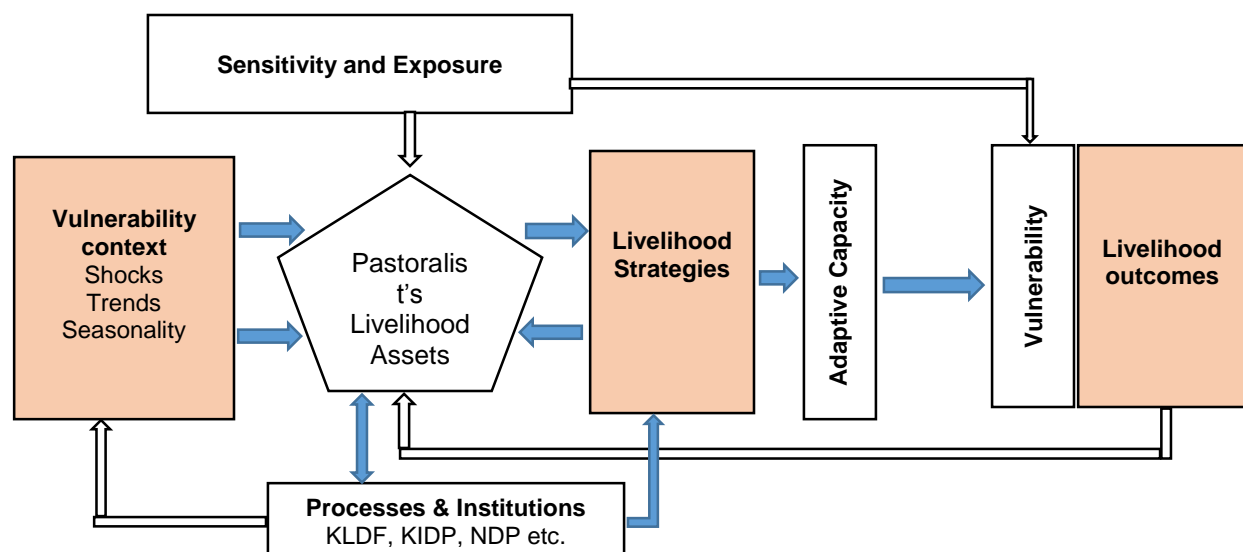 Sensitivity and Exposure
Vulnerability
context
Shocks
Trends
Seasonality
Pastoralis
t’s
Livelihood
Assets
Livelihood
Strategies
Adaptive Capacity
Vulnerability
Livelihood
outcomes
Processes & Institutions
KLDF, KIDP, NDP etc.